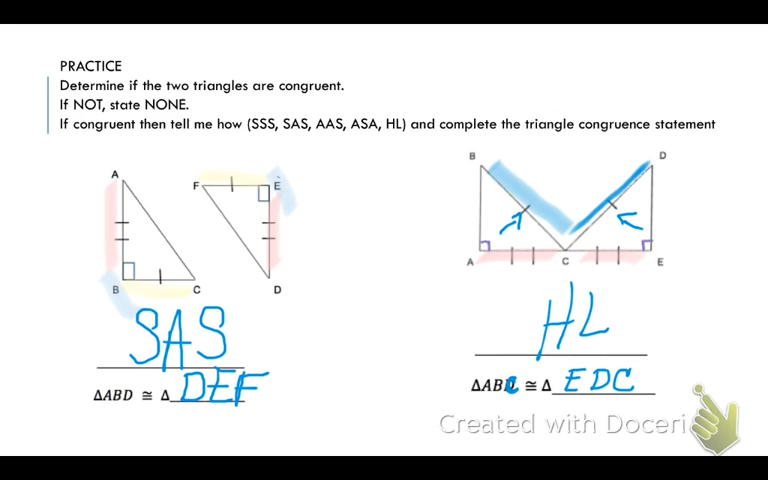 PRACTICE
Determine if the two triangles are congruent.
If NOT, state NONE.
If congruent then tell me how (SSS, SAS, AAS, ASA, HL) and complete the triangle congruence statement
A
F
E
B
C
D
B
D
A
C
E
SAS
HL
ΔABD ≅ Δ DEF
ΔABC ≅ Δ EDC
Created with Doceri